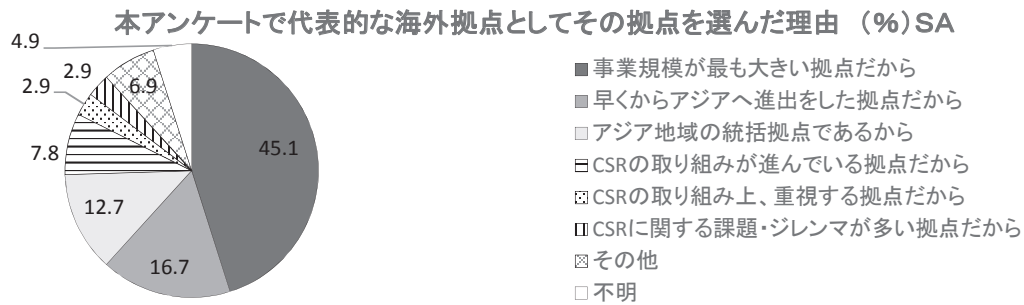 本アンケートで代表的な海外拠点としてその拠点を選んだ理由　（％）ＳＡ
4.9
2.9
2.9
6.9
7.8
12.7
16.7
45.1
事業規模が最も大きい拠点だから
早くからアジアへ進出をした拠点だから
アジア地域の統括拠点であるから
CSRの取り組みが進んでいる拠点だから
CSRの取り組み上、重視する拠点だから
CSRに関する課題・ジレンマが多い拠点だから
その他
不明